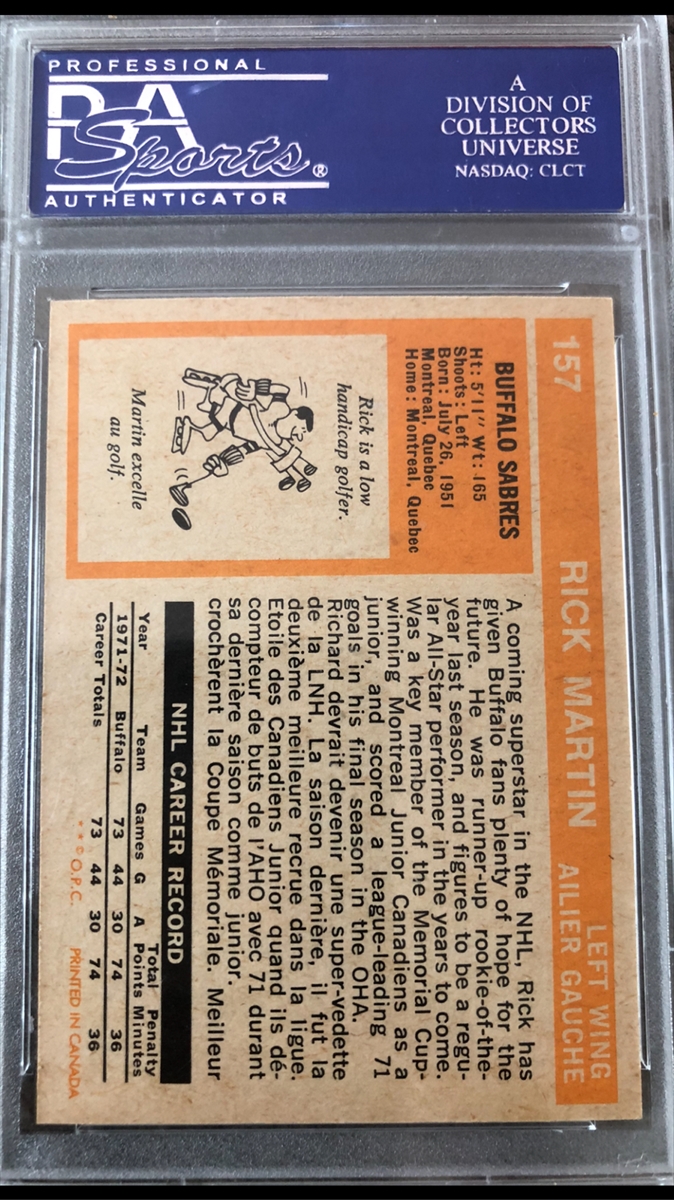 PROFESSIONAL
PSA
Sports®
AUTHENTICATOR
A
DIVISION OF
COLLECTORS
UNIVERSE
NASDAQ: CLCT
157 RICK MARTIN LEFT WING
AILIER GAUCHE
BUFFALO SABRES
Ht: 5'11" Wt: 165
Shoots: Left
Born: July 26, 1951
Montreal, Quebec
Home: Montreal, Quebec
Rick is a low
handicap golfer.
Martin excelle
au golf.
A coming superstar in the NHL, Rick has
given Buffalo fans plenty of hope for the
future. He was runner-up rookie-of-the-
year last season, and figures to be a regu-
lar All-Star performer in the years to come.
Was a key member of the Memorial Cup-
winning Montreal Junior Canadiens as a
junior, and scored a league-leading 71
goals in his final season in the OHA.
Richard devrait devenir une super-vedette
de la LNH. La saison dernière, il fut la
deuxième meilleure recrue dans la ligue.
Etoile des Canadiens Junior quand ils dé-
crochèrent la Coupe Mémoriale. Meilleur
compteur de buts de l'AHO avec 71 durant
sa dernière saison comme junior.
NHL CAREER RECORD
Total Penalty
Year Team Games G A Points Minutes
1971-72 Buffalo 73 44 30 74 36
Career Totals 73 44 30 74 36
* * © O.P.C. PRINTED IN CANADA